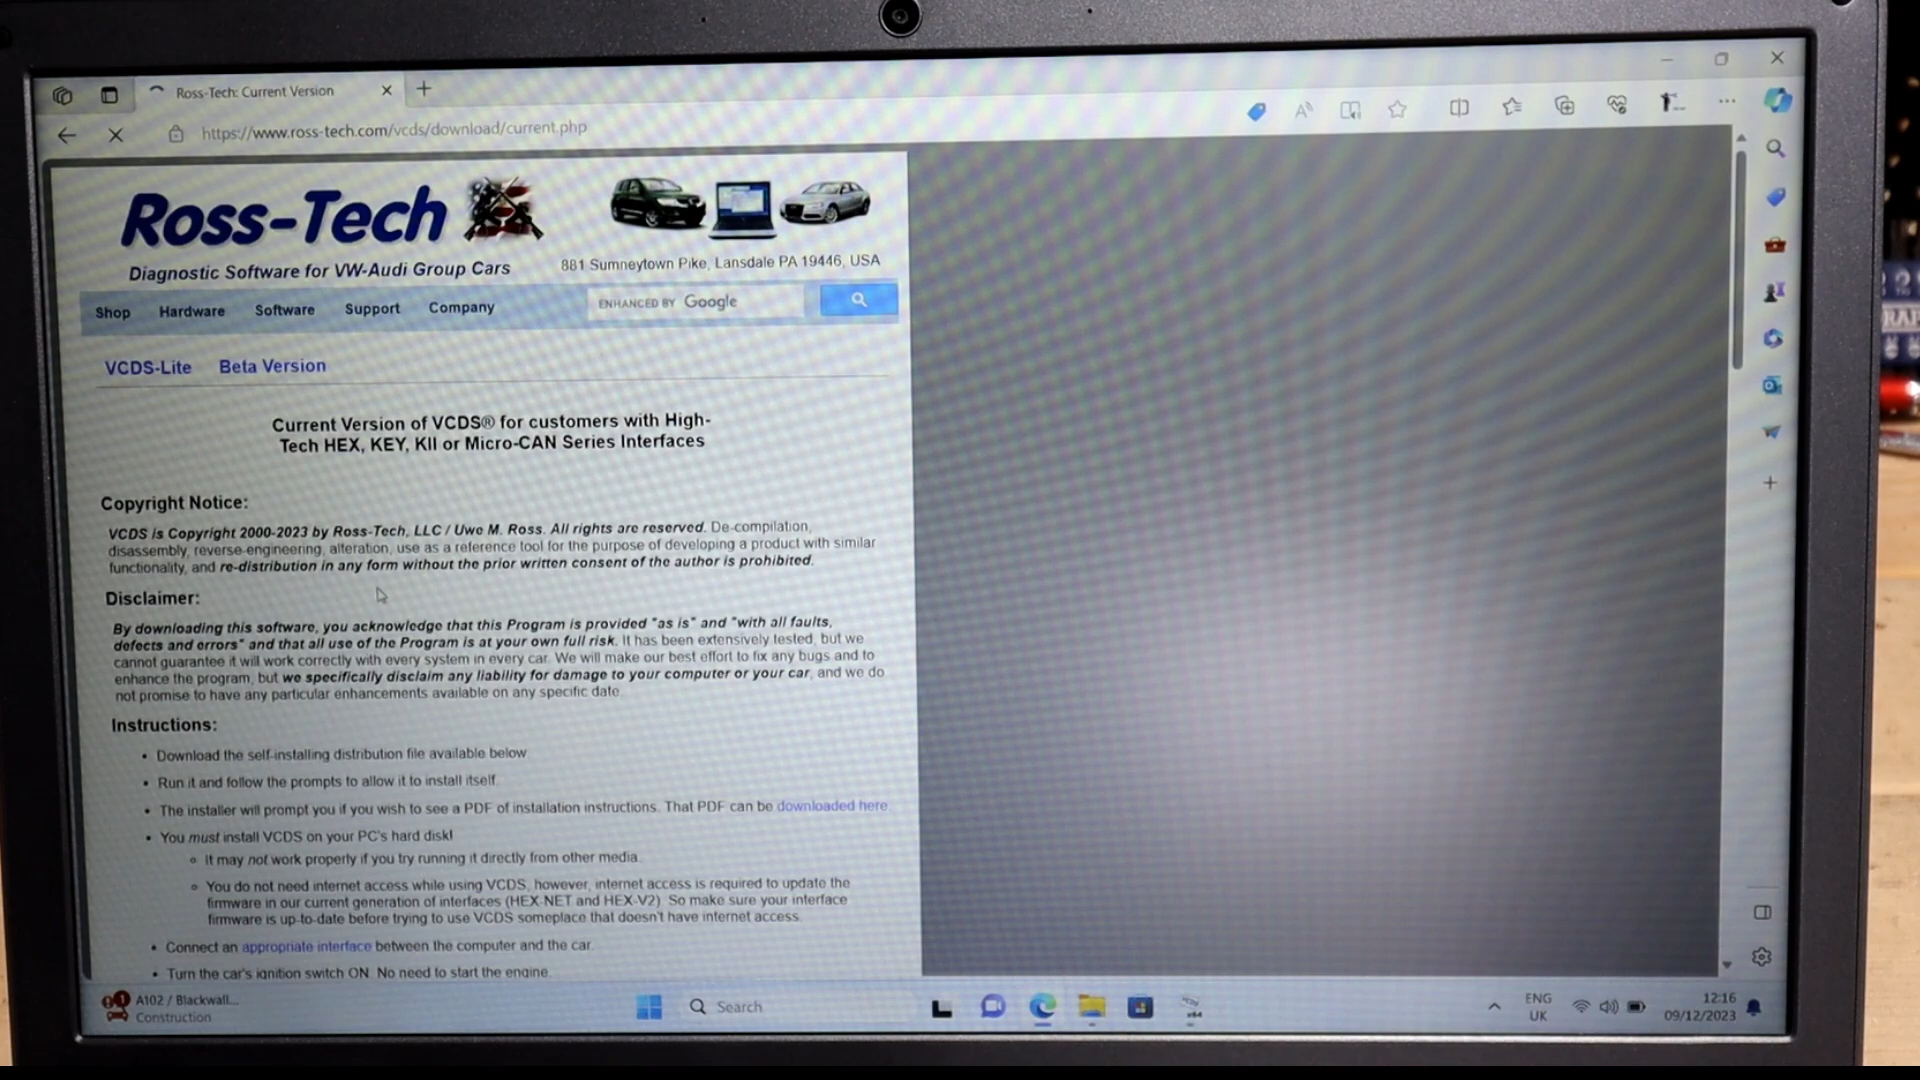 Ross-Tech: Current Version
https://www.ross-tech.com/vcds/download/current.php
Ross-Tech
Diagnostic Software for VW-Audi Group Cars
881 Sumneytown Pike, Lansdale PA 19446, USA
Shop Hardware Software Support Company
ENHANCED BY Google
VCDS-Lite Beta Version
Current Version of VCDS® for customers with High-
Tech HEX, KEY, KII or Micro-CAN Series Interfaces
Copyright Notice:
VCDS is Copyright 2000-2023 by Ross-Tech, LLC / Uwe M. Ross. All rights are reserved. De-compilation,
disassembly, reverse-engineering, alteration, use as a reference tool for the purpose of developing a product with similar
functionality, and re-distribution in any form without the prior written consent of the author is prohibited.
Disclaimer:
By downloading this software, you acknowledge that this Program is provided "as is" and "with all faults,
defects and errors" and that all use of the Program is at your own full risk. It has been extensively tested, but we
cannot guarantee it will work correctly with every system in every car. We will make our best effort to fix any bugs and to
enhance the program, but we specifically disclaim any liability for damage to your computer or your car, and we do
not promise to have any particular enhancements available on any specific date.
Instructions:
• Download the self-installing distribution file available below
• Run it and follow the prompts to allow it to install itself.
• The installer will prompt you if you wish to see a PDF of installation instructions. That PDF can be downloaded here.
• You must install VCDS on your PC's hard disk!
It may not work properly if you try running it directly from other media.
You do not need internet access while using VCDS, however, internet access is required to update the
firmware in our current generation of interfaces (HEX-NET and HEX-V2). So make sure your interface
firmware is up-to-date before trying to use VCDS someplace that doesn't have internet access.
• Connect an appropriate interface between the computer and the car.
• Turn the car's ignition switch ON. No need to start the engine.
A102 / Blackwall...
Construction
Search
ENG
UK
12:16
09/12/2023